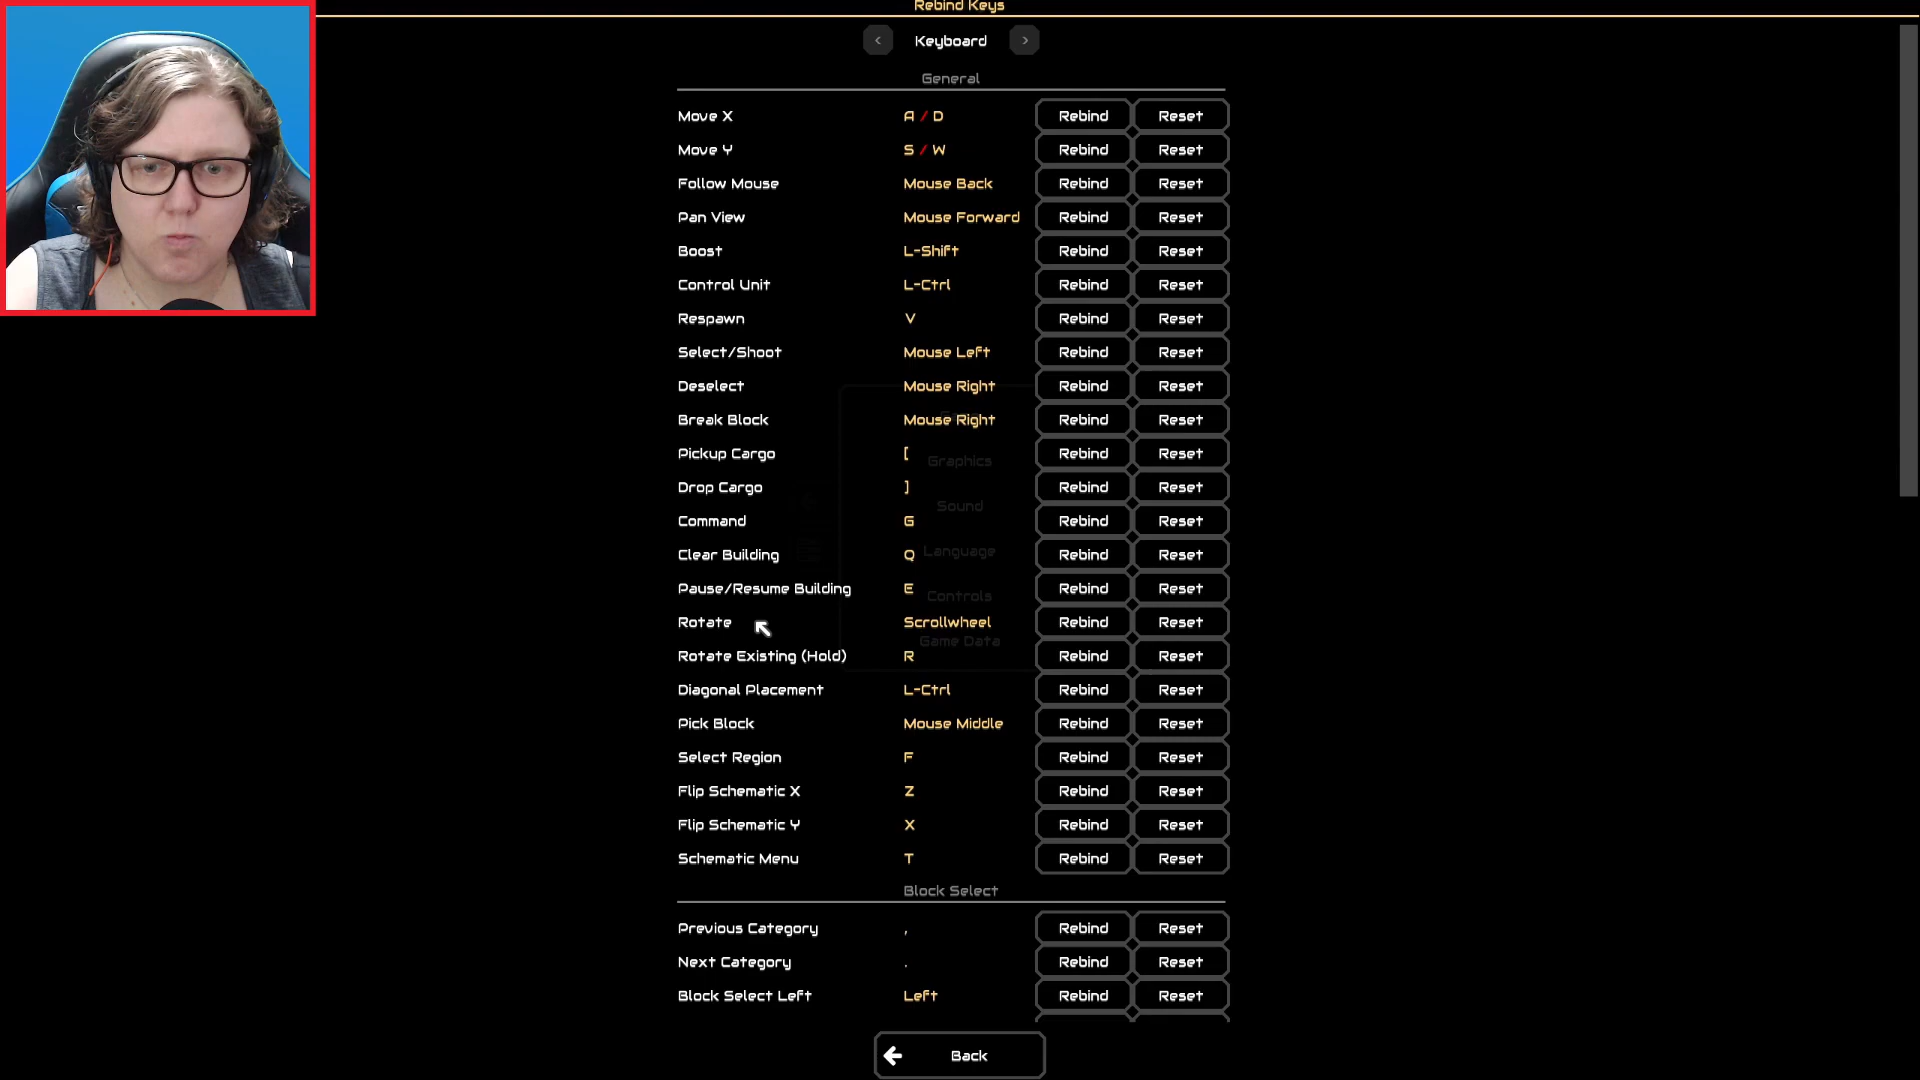 Rebind Keys
< Keyboard >
General
Move X A / D Rebind Reset
Move Y S / W Rebind Reset
Follow Mouse Mouse Back Rebind Reset
Pan View Mouse Forward Rebind Reset
Boost L-Shift Rebind Reset
Control Unit L-Ctrl Rebind Reset
Respawn V Rebind Reset
Select/Shoot Mouse Left Rebind Reset
Deselect Mouse Right Rebind Reset
Break Block Mouse Right Rebind Reset
Pickup Cargo [ Rebind Reset
Graphics
Drop Cargo ] Rebind Reset
Sound
Command G Rebind Reset
Clear Building Q Language Rebind Reset
Pause/Resume Building E Controls Rebind Reset
Rotate Scrollwheel Rebind Reset
Game Data
Rotate Existing (Hold) R Rebind Reset
Diagonal Placement L-Ctrl Rebind Reset
Pick Block Mouse Middle Rebind Reset
Select Region F Rebind Reset
Flip Schematic X Z Rebind Reset
Flip Schematic Y X Rebind Reset
Schematic Menu T Rebind Reset
Block Select
Previous Category , Rebind Reset
Next Category . Rebind Reset
Block Select Left Left Rebind Reset
Back